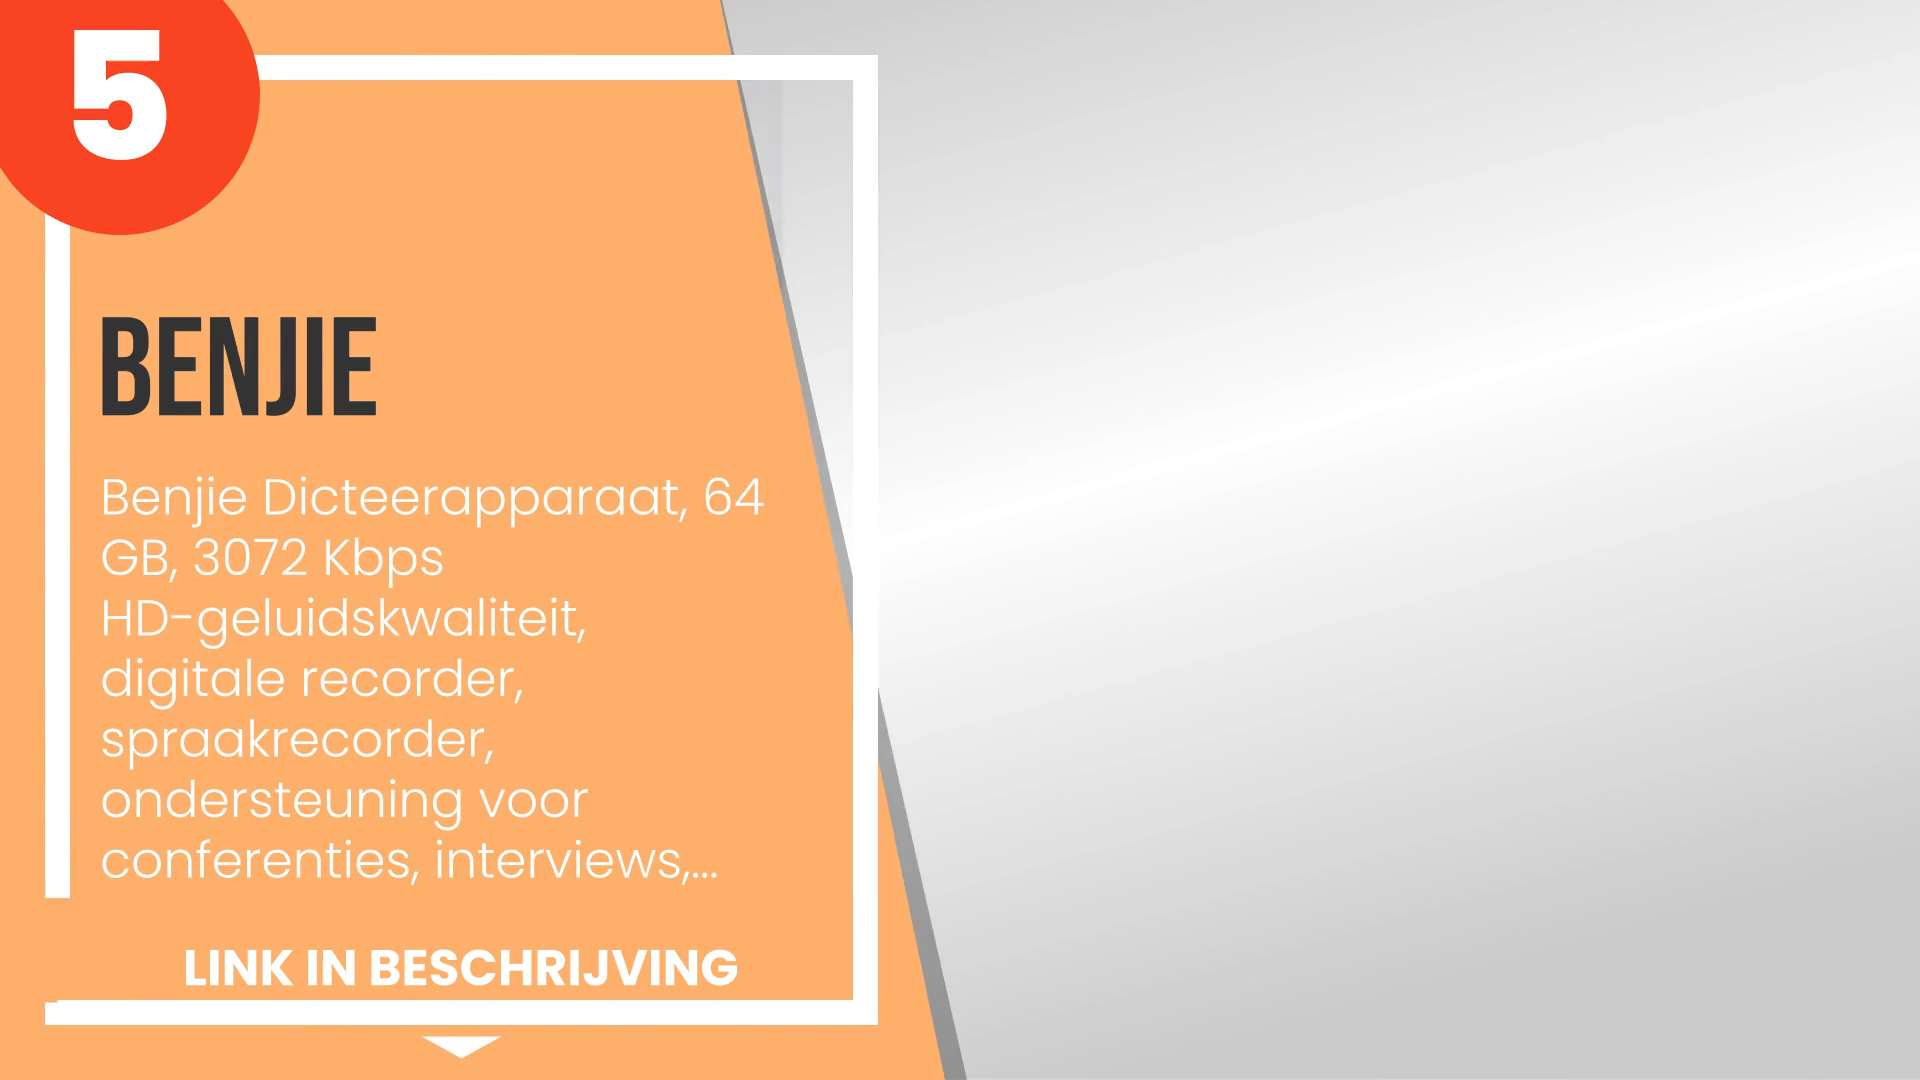 5
BENJIE
Benjie Dicteerapparaat, 64
GB, 3072 Kbps
HD-geluidskwaliteit,
digitale recorder,
spraakrecorder,
ondersteuning voor
conferenties, interviews,...
LINK IN BESCHRIJVING